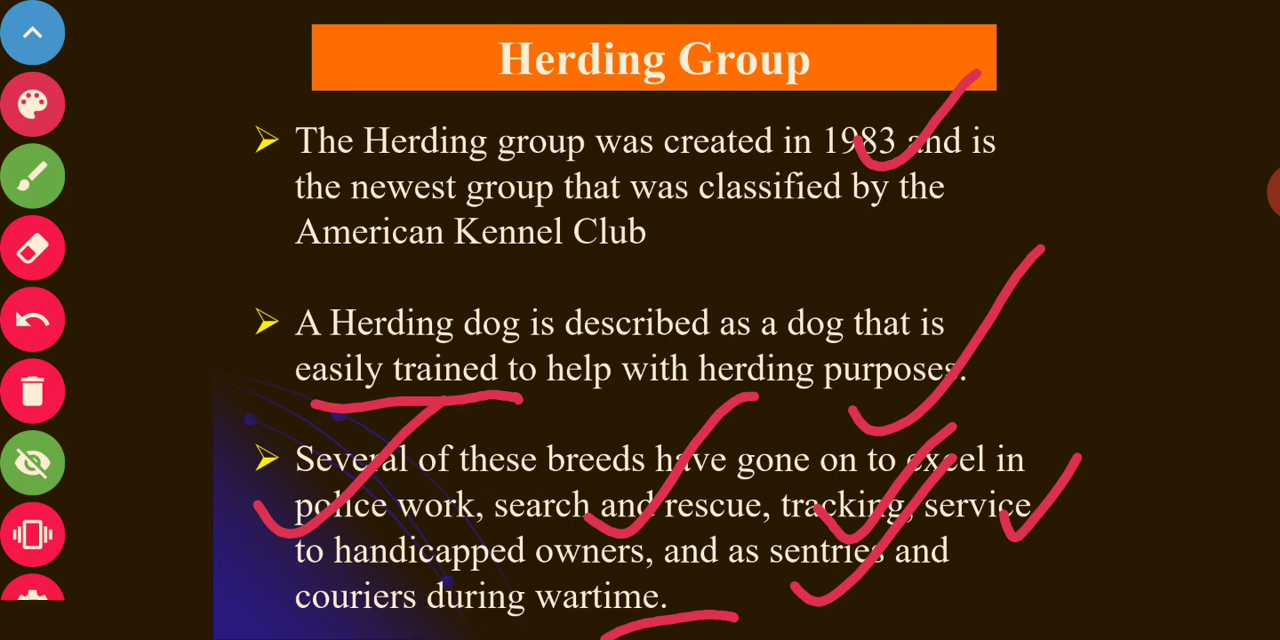 Herding Group
The Herding group was created in 1983 and is
the newest group that was classified by the
American Kennel Club
A Herding dog is described as a dog that is
easily trained to help with herding purposes.
Several of these breeds have gone on to excel in
police work, search and rescue, tracking, service
to handicapped owners, and as sentries and
couriers during wartime.